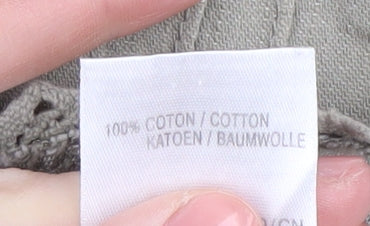 100% COTON / COTTON
KATOEN / BAUMWOLLE